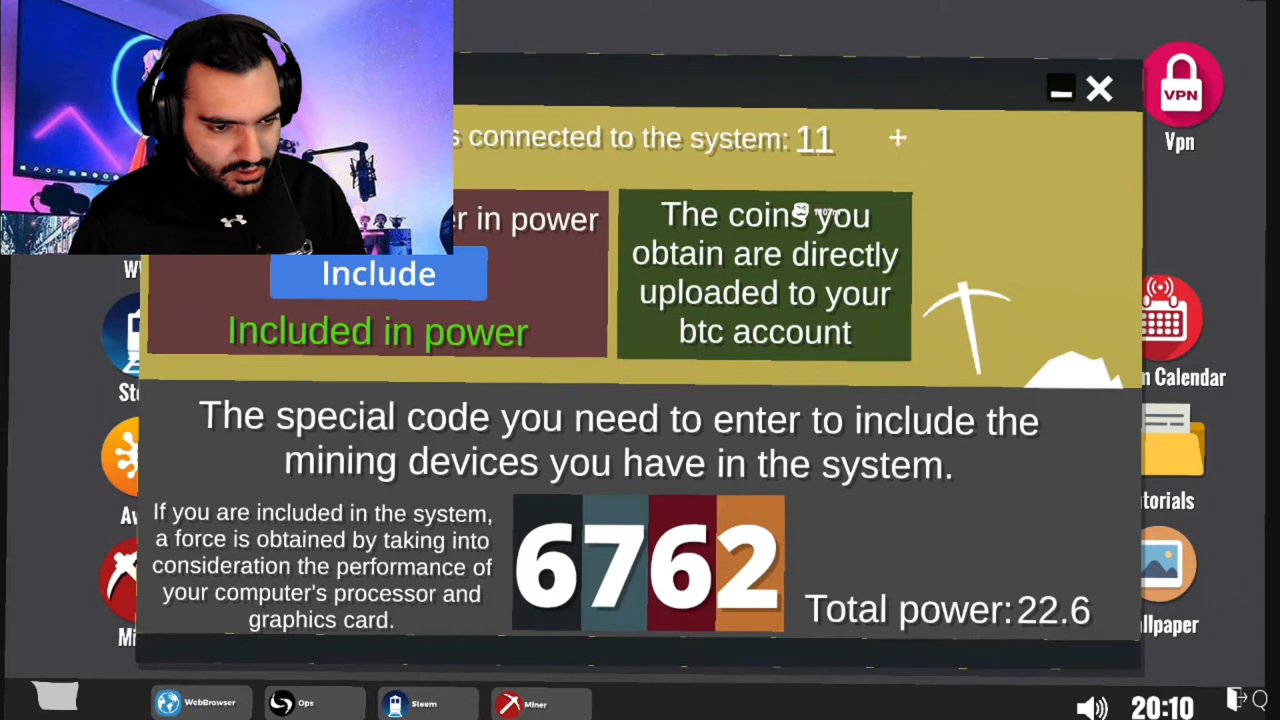 VPN
Vpn
s connected to the system: 11
+
er in power
Include
Included in power
The coins you
obtain are directly
uploaded to your
btc account
n Calendar
The special code you need to enter to include the
mining devices you have in the system.
If you are included in the system,
a force is obtained by taking into
consideration the performance of
your computer's processor and
graphics card.
6762
Total power: 22.6
W
Ste
Av
Mi
torials
llpaper
WebBrowser
Ops
Steem
Miner
20:10
Q